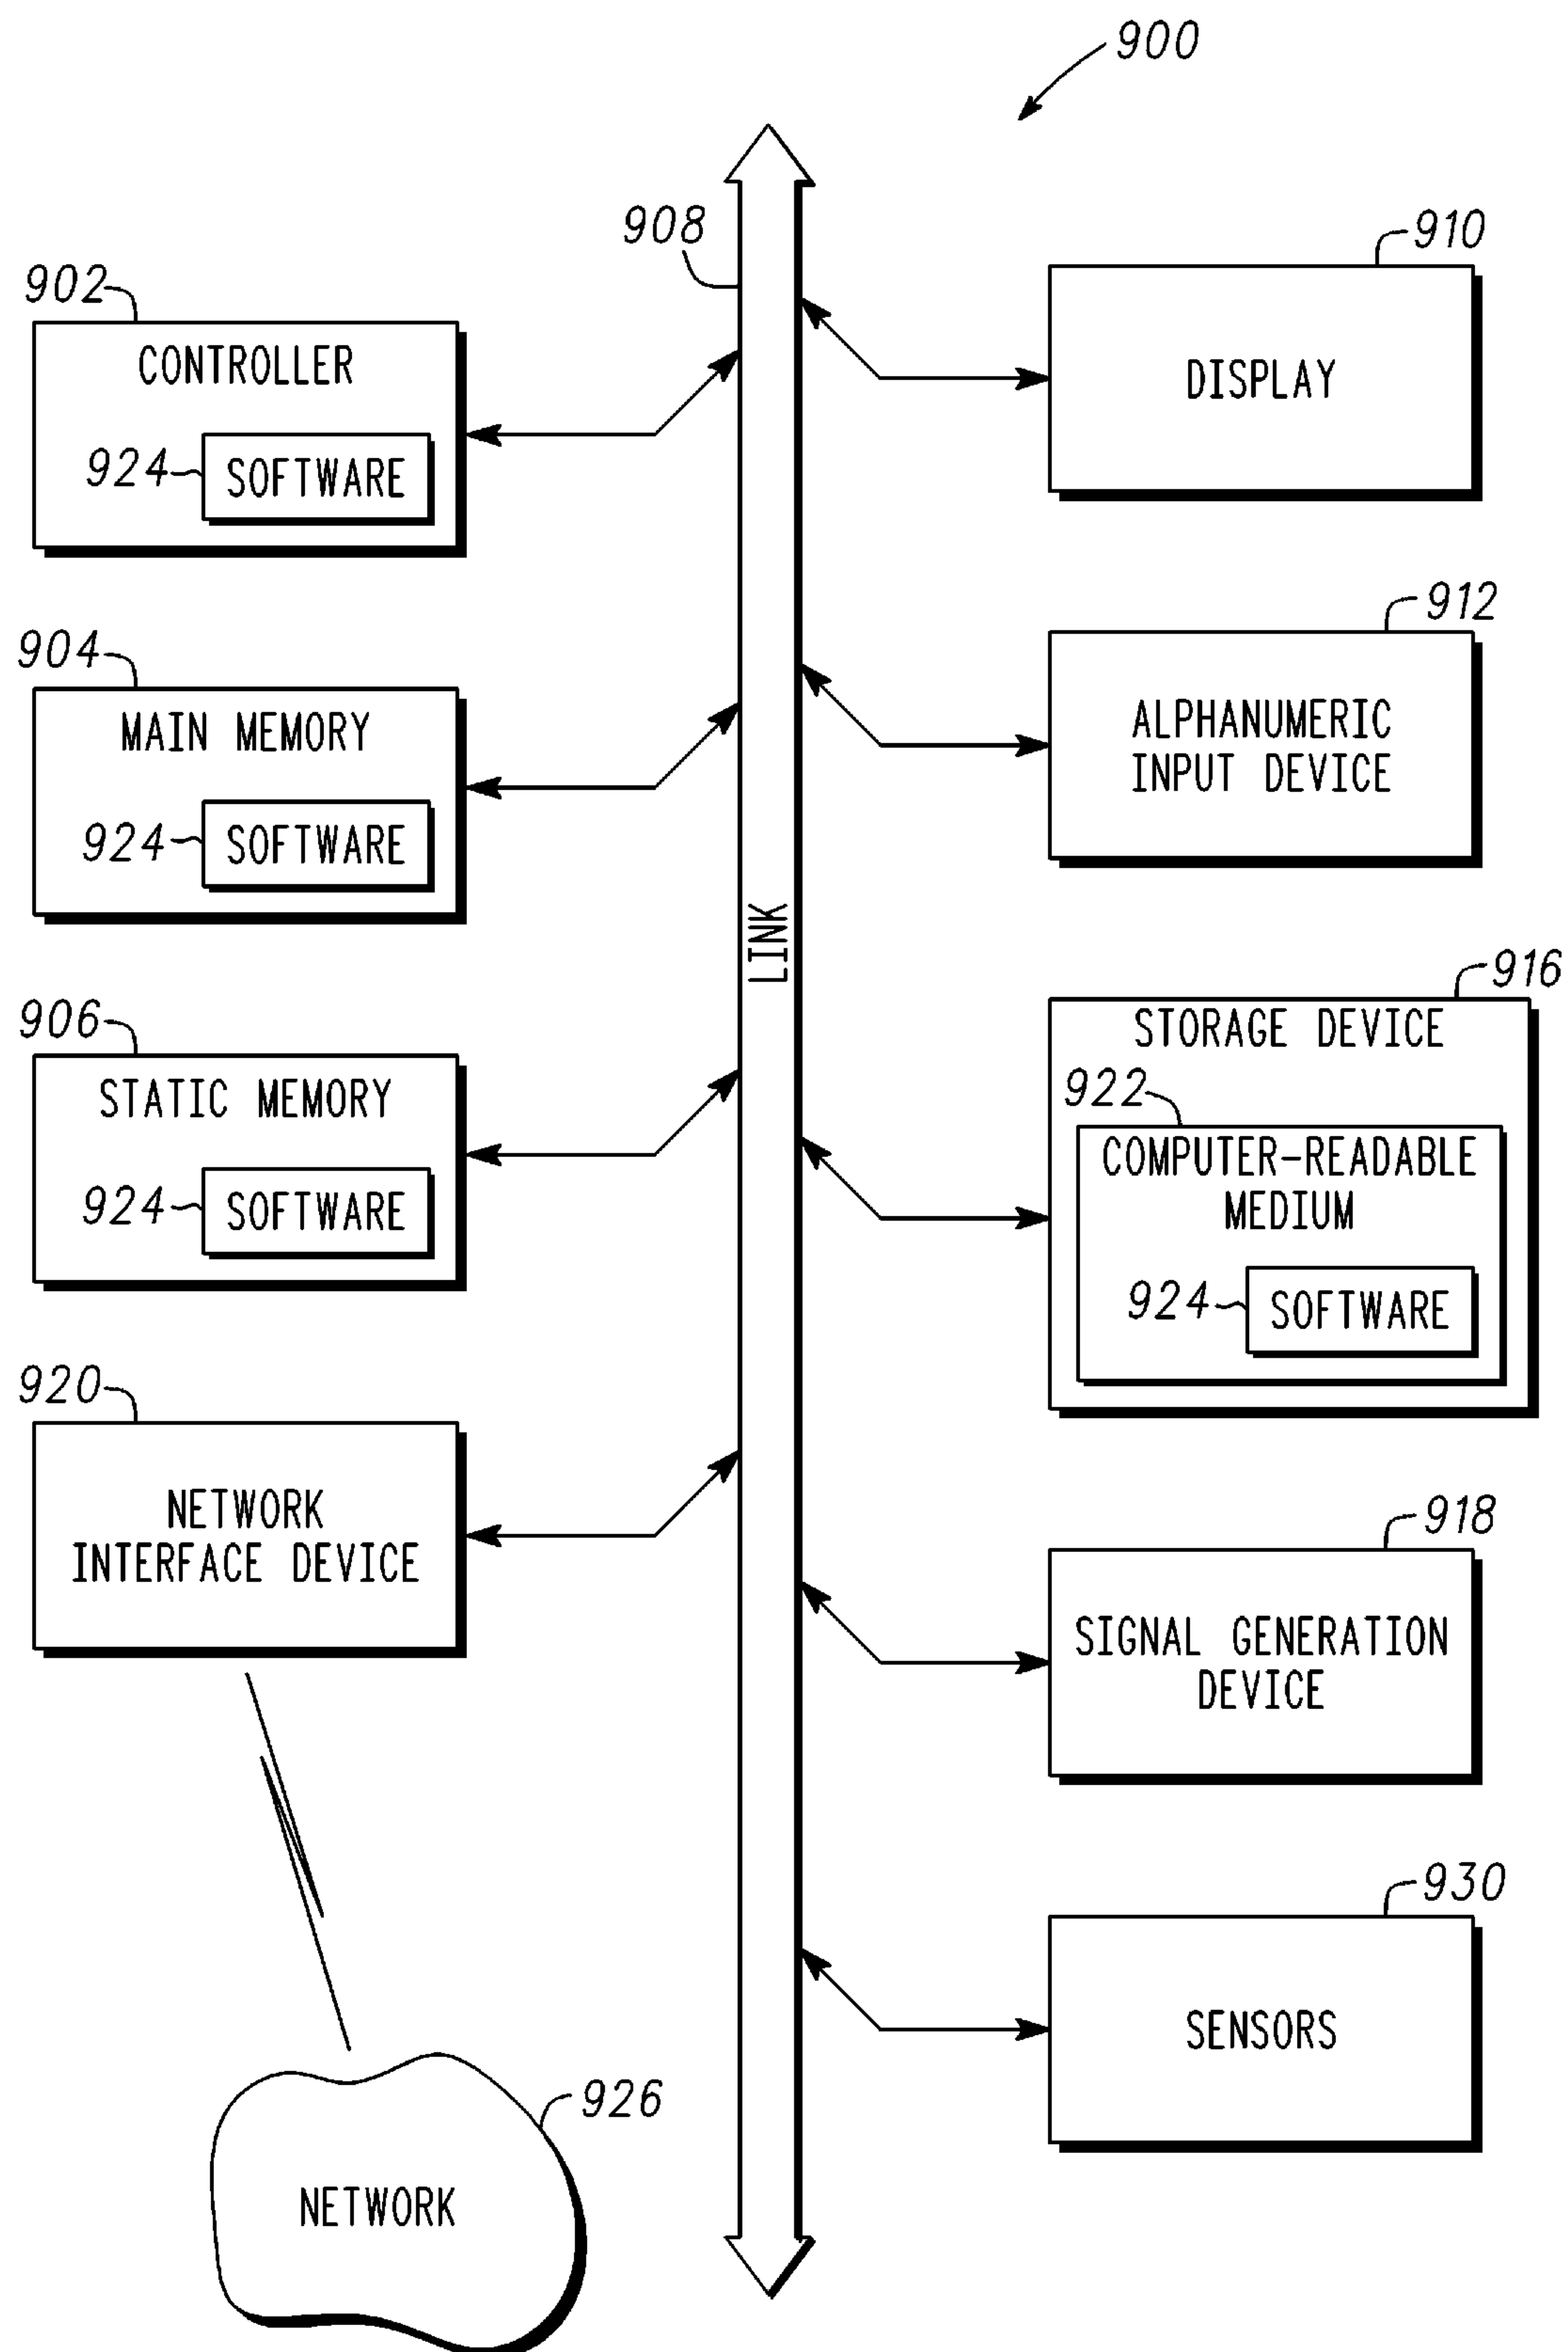 900
908
902
CONTROLLER
924
SOFTWARE
904
MAIN MEMORY
924
SOFTWARE
906
STATIC MEMORY
924
SOFTWARE
920
NETWORK
INTERFACE DEVICE
926
NETWORK
LINK
910
DISPLAY
912
ALPHANUMERIC
INPUT DEVICE
916
STORAGE DEVICE
922
COMPUTER-READABLE
MEDIUM
924
SOFTWARE
918
SIGNAL GENERATION
DEVICE
930
SENSORS